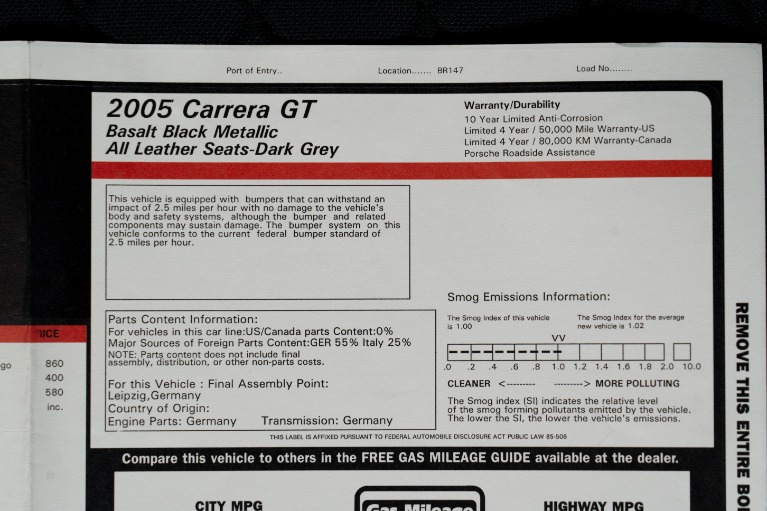 Port of Entry..
Location....... BR147
Load No........
2005 Carrera GT
Basalt Black Metallic
All Leather Seats-Dark Grey
Warranty/Durability
10 Year Limited Anti-Corrosion
Limited 4 Year / 50,000 Mile Warranty-US
Limited 4 Year / 80,000 KM Warranty-Canada
Porsche Roadside Assistance
This vehicle is equipped with bumpers that can withstand an
impact of 2.5 miles per hour with no damage to the vehicle's
body and safety systems, although the bumper and related
components may sustain damage. The bumper system on this
vehicle conforms to the current federal bumper standard of
2.5 miles per hour.
Parts Content Information:
For vehicles in this car line:US/Canada parts Content:0%
Major Sources of Foreign Parts Content:GER 55% Italy 25%
NOTE: Parts content does not include final
assembly, distribution, or other non-parts costs.
For this Vehicle : Final Assembly Point:
Leipzig,Germany
Country of Origin:
Engine Parts: Germany Transmission: Germany
Smog Emissions Information:
The Smog Index of this vehicle
is 1.00
The Smog Index for the average
new vehicle is 1.02
VV
.0 .2 .4 .6 .8 1.0 1.2 1.4 1.6 1.8 2.0 10.0
CLEANER <--------- --------> MORE POLLUTING
The Smog Index (SI) indicates the relative level
of the smog forming pollutants emitted by the vehicle.
The lower the SI, the lower the vehicle's emissions.
THIS LABEL IS AFFIXED PURSUANT TO FEDERAL AUTOMOBILE DISCLOSURE ACT PUBLIC LAW 85-506
Compare this vehicle to others in the FREE GAS MILEAGE GUIDE available at the dealer.
CITY MPG
Gas Mileage
HIGHWAY MPG
REMOVE THIS ENTIRE
860
400
580
inc.